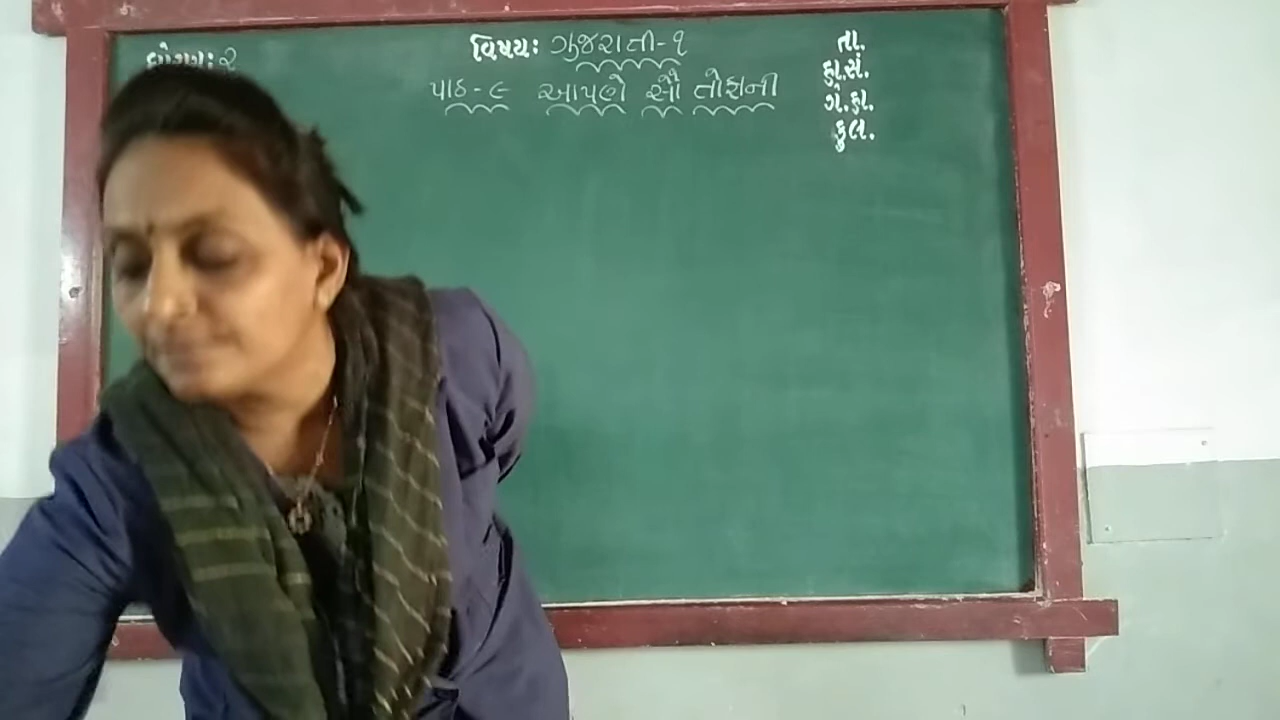 ધોરણ: ૨
વિષય: ગુજરાતી-૧
પાઠ-૯ આપણે સૌ તોફાની
તા.
હા.સં.
ગે.હા.
કુલ.